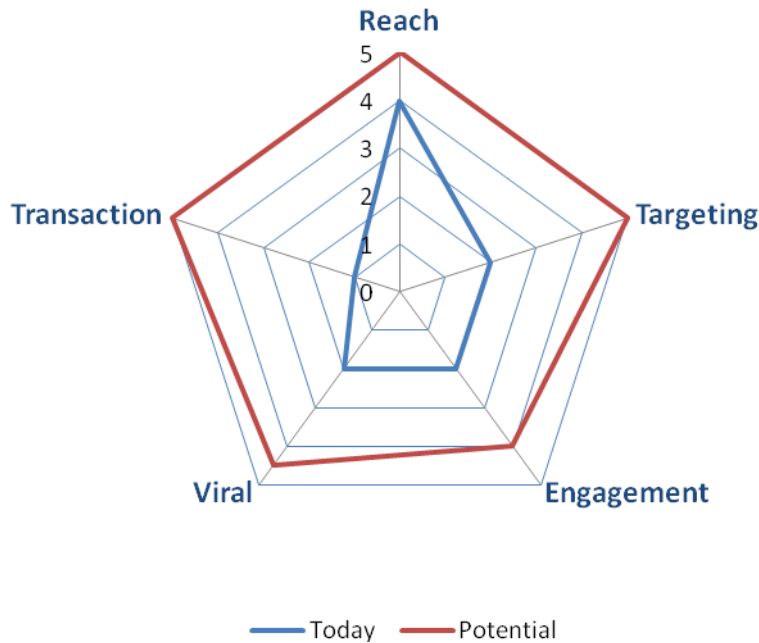 Reach
5
4
3
Transaction
2
Targeting
1
0
Viral
Engagement
Today
Potential